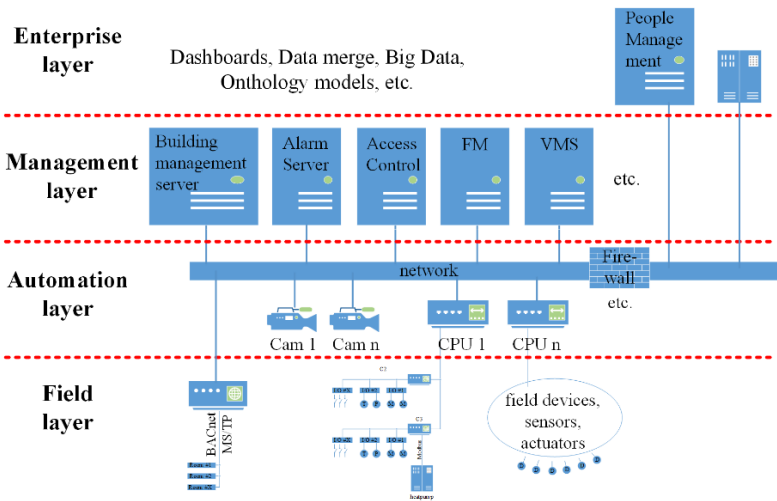 Enterprise
layer
Dashboards, Data merge, Big Data,
Onthology models, etc.
People
Manage
ment
Management
layer
Building
management
server
Alarm
Server
Access
Control
FM
VMS
etc.
Automation
layer
network
Fire-
wall
etc.
Cam 1
Cam n
CPU 1
CPU n
Field
layer
BACnet
MS/TP
Modbus
heatpump
field devices,
sensors,
actuators